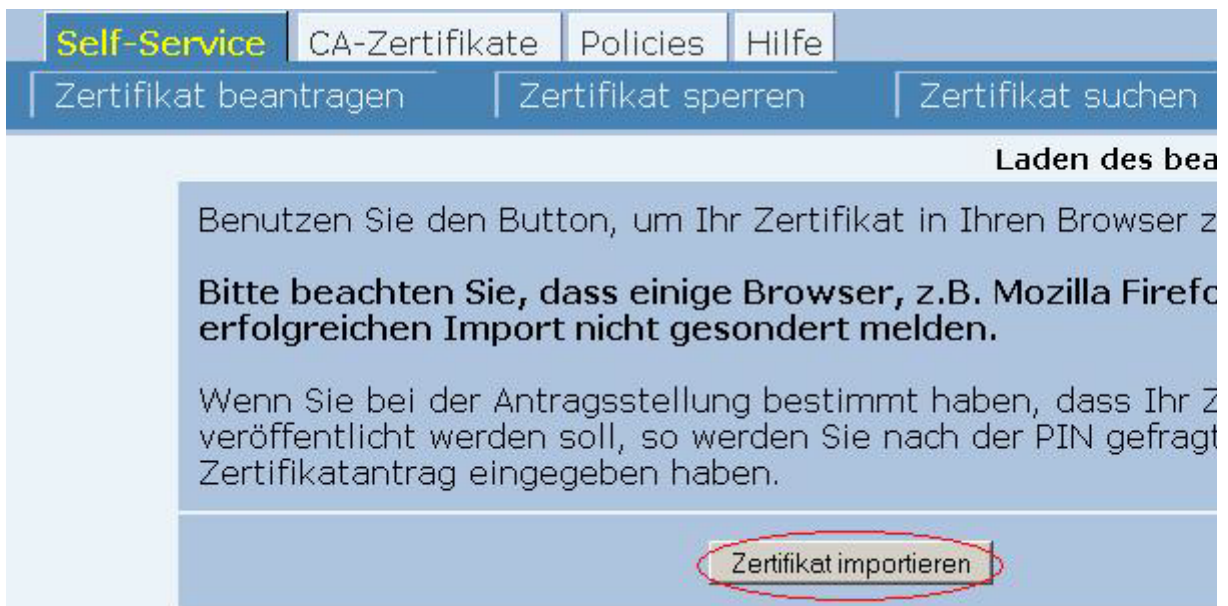 Self-Service CA-Zertifikate Policies Hilfe
Zertifikat beantragen Zertifikat sperren Zertifikat suchen
Laden des bea
Benutzen Sie den Button, um Ihr Zertifikat in Ihren Browser z
Bitte beachten Sie, dass einige Browser, z.B. Mozilla Firefo
erfolgreichen Import nicht gesondert melden.
Wenn Sie bei der Antragsstellung bestimmt haben, dass Ihr Z
veröffentlicht werden soll, so werden Sie nach der PIN gefragt
Zertifikatantrag eingegeben haben.
Zertifikat importieren